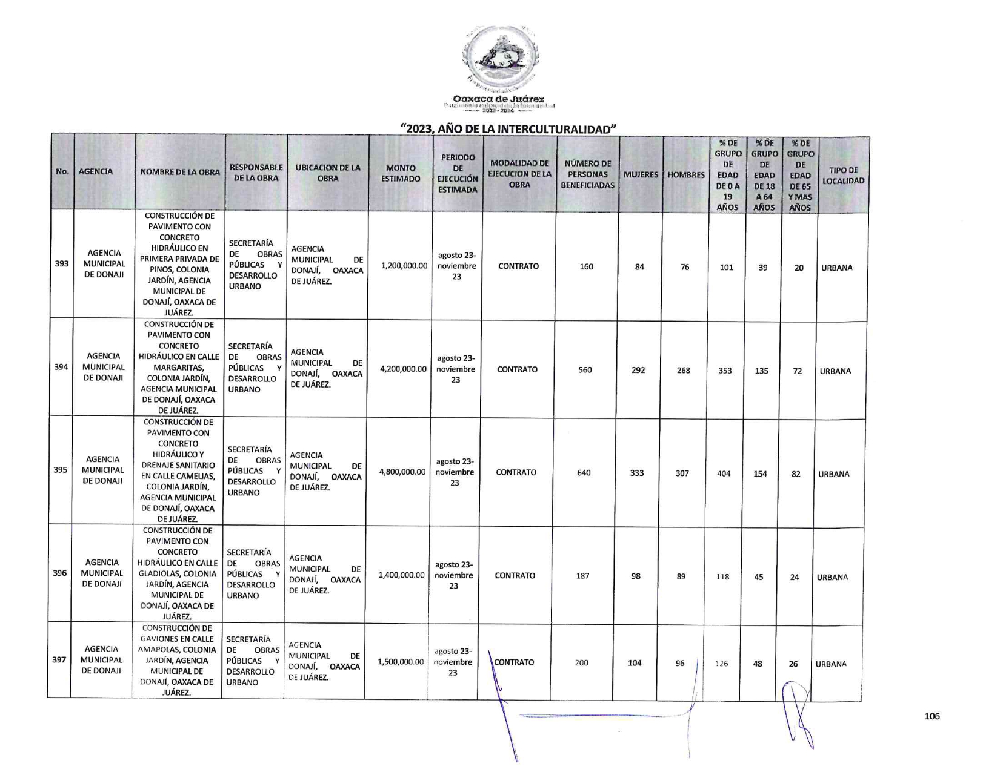 Oaxaca de Juárez
2022 - 2024
“2023, AÑO DE LA INTERCULTURALIDAD”
No.
AGENCIA
NOMBRE DE LA OBRA
RESPONSABLE
DE LA OBRA
UBICACION DE LA
OBRA
MONTO
ESTIMADO
PERIODO
DE
EJECUCIÓN
ESTIMADA
MODALIDAD DE
EJECUCION DE LA
OBRA
NÚMERO DE
PERSONAS
BENEFICIADAS
MUJERES
HOMBRES
% DE
GRUPO
DE
EDAD
DE 0 A
19
AÑOS
% DE
GRUPO
DE
EDAD
DE 18
A 64
AÑOS
% DE
GRUPO
DE
EDAD
DE 65
Y MAS
AÑOS
TIPO DE
LOCALIDAD
393
AGENCIA
MUNICIPAL
DE DONAJI
CONSTRUCCIÓN DE
PAVIMENTO CON
CONCRETO
HIDRÁULICO EN
PRIMERA PRIVADA DE
PINOS, COLONIA
JARDÍN, AGENCIA
MUNICIPAL DE
DONAJÍ, OAXACA DE
JUÁREZ.
SECRETARÍA
DE OBRAS
PÚBLICAS Y
DESARROLLO
URBANO
AGENCIA
MUNICIPAL DE
DONAJÍ, OAXACA
DE JUÁREZ.
1,200,000.00
agosto 23-
noviembre
23
CONTRATO
160
84
76
101
39
20
URBANA
394
AGENCIA
MUNICIPAL
DE DONAJI
CONSTRUCCIÓN DE
PAVIMENTO CON
CONCRETO
HIDRÁULICO EN CALLE
MARGARITAS,
COLONIA JARDÍN,
AGENCIA MUNICIPAL
DE DONAJÍ, OAXACA
DE JUÁREZ.
SECRETARÍA
DE OBRAS
PÚBLICAS Y
DESARROLLO
URBANO
AGENCIA
MUNICIPAL DE
DONAJÍ, OAXACA
DE JUÁREZ.
4,200,000.00
agosto 23-
noviembre
23
CONTRATO
560
292
268
353
135
72
URBANA
395
AGENCIA
MUNICIPAL
DE DONAJI
CONSTRUCCIÓN DE
PAVIMENTO CON
CONCRETO
HIDRÁULICO Y
DRENAJE SANITARIO
EN CALLE CAMELIAS,
COLONIA JARDÍN,
AGENCIA MUNICIPAL
DE DONAJÍ, OAXACA
DE JUÁREZ.
SECRETARÍA
DE OBRAS
PÚBLICAS Y
DESARROLLO
URBANO
AGENCIA
MUNICIPAL DE
DONAJÍ, OAXACA
DE JUÁREZ.
4,800,000.00
agosto 23-
noviembre
23
CONTRATO
640
333
307
404
154
82
URBANA
396
AGENCIA
MUNICIPAL
DE DONAJI
CONSTRUCCIÓN DE
PAVIMENTO CON
CONCRETO
HIDRÁULICO EN CALLE
GLADIOLAS, COLONIA
JARDÍN, AGENCIA
MUNICIPAL DE
DONAJÍ, OAXACA DE
JUÁREZ.
SECRETARÍA
DE OBRAS
PÚBLICAS Y
DESARROLLO
URBANO
AGENCIA
MUNICIPAL DE
DONAJÍ, OAXACA
DE JUÁREZ.
1,400,000.00
agosto 23-
noviembre
23
CONTRATO
187
98
89
118
45
24
URBANA
397
AGENCIA
MUNICIPAL
DE DONAJI
CONSTRUCCIÓN DE
GAVIONES EN CALLE
AMAPOLAS, COLONIA
JARDÍN, AGENCIA
MUNICIPAL DE
DONAJÍ, OAXACA DE
JUÁREZ.
SECRETARÍA
DE OBRAS
PÚBLICAS Y
DESARROLLO
URBANO
AGENCIA
MUNICIPAL DE
DONAJÍ, OAXACA
DE JUÁREZ.
1,500,000.00
agosto 23-
noviembre
23
CONTRATO
200
104
96
126
48
26
URBANA
106